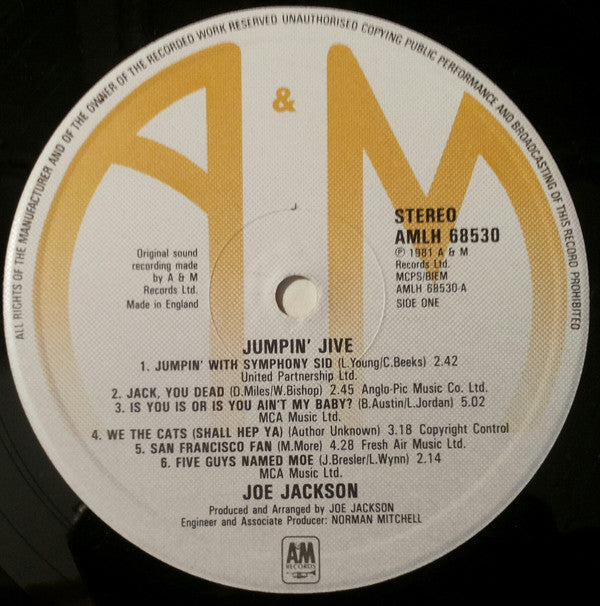 ALL RIGHTS OF THE MANUFACTURER AND OF THE OWNER OF THE RECORDED WORK RESERVED UNAUTHORISED COPYING PUBLIC PERFORMANCE AND BROADCASTING OF THIS RECORD PROHIBITED
A & M
Original sound
recording made
by A & M
Records Ltd.
Made in England
STEREO
AMLH 68530
℗ 1981 A & M
Records Ltd.
MCPS/BIEM
AMLH 68530-A
SIDE ONE
JUMPIN' JIVE
1. JUMPIN' WITH SYMPHONY SID (L.Young/C.Beeks) 2.42
United Partnership Ltd.
2. JACK, YOU DEAD (D.Miles/W.Bishop) 2.45 Anglo-Pic Music Co. Ltd.
3. IS YOU IS OR IS YOU AIN'T MY BABY? (B.Austin/L.Jordan) 5.02
MCA Music Ltd.
4. WE THE CATS (SHALL HEP YA) (Author Unknown) 3.18 Copyright Control
5. SAN FRANCISCO FAN (M.More) 4.28 Fresh Air Music Ltd.
6. FIVE GUYS NAMED MOE (J.Bresler/L.Wynn) 2.14
MCA Music Ltd.
JOE JACKSON
Produced and Arranged by JOE JACKSON
Engineer and Associate Producer: NORMAN MITCHELL
AM
RECORDS